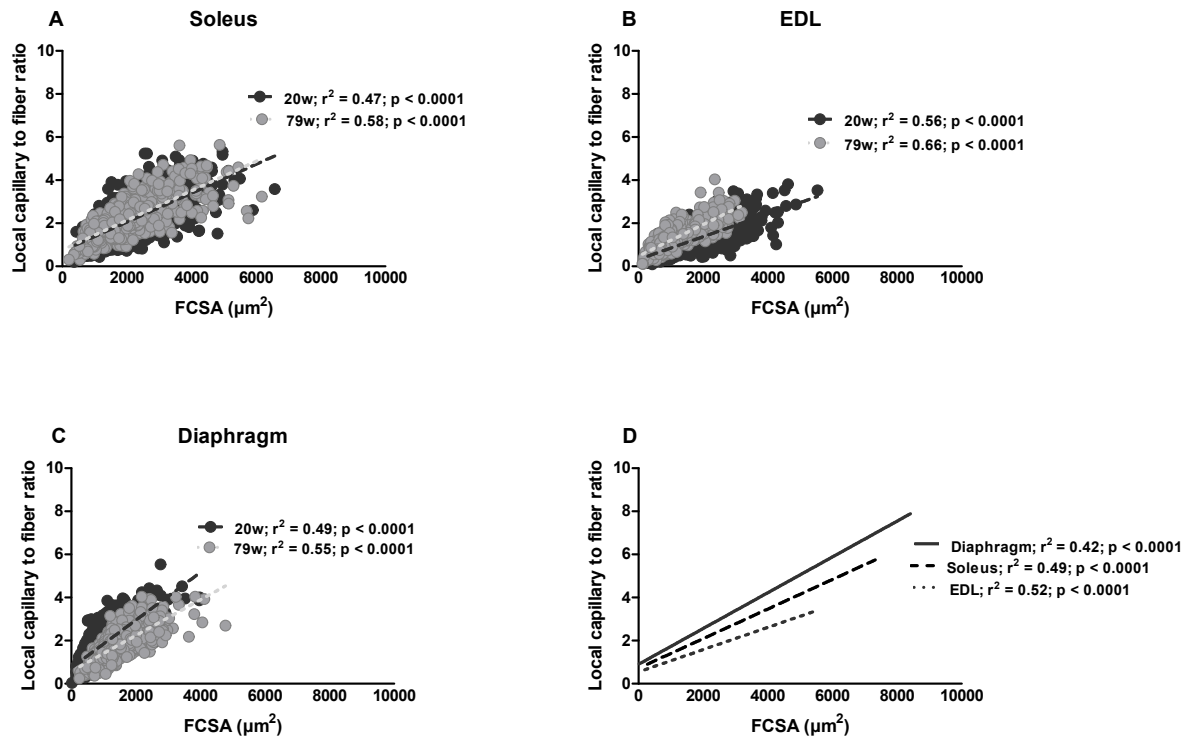 A
Soleus
Local capillary to fiber ratio
10
8
6
4
2
0
0
2000
4000
6000
8000
10000
FCSA (µm²)
20w; r² = 0.47; p < 0.0001
79w; r² = 0.58; p < 0.0001
B
EDL
Local capillary to fiber ratio
10
8
6
4
2
0
0
2000
4000
6000
8000
10000
FCSA (µm²)
20w; r² = 0.56; p < 0.0001
79w; r² = 0.66; p < 0.0001
C
Diaphragm
Local capillary to fiber ratio
10
8
6
4
2
0
0
2000
4000
6000
8000
10000
FCSA (µm²)
20w; r² = 0.49; p < 0.0001
79w; r² = 0.55; p < 0.0001
D
Local capillary to fiber ratio
10
8
6
4
2
0
0
2000
4000
6000
8000
10000
FCSA (µm²)
Diaphragm; r² = 0.42; p < 0.0001
Soleus; r² = 0.49; p < 0.0001
EDL; r² = 0.52; p < 0.0001